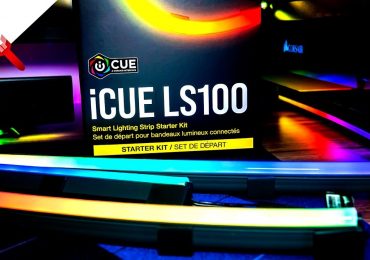 iCUE
iCUE LS100
Smart Lighting Strip Starter Kit
Set de départ pour bandeaux lumineux connectés
STARTER KIT / SET DE DÉPART